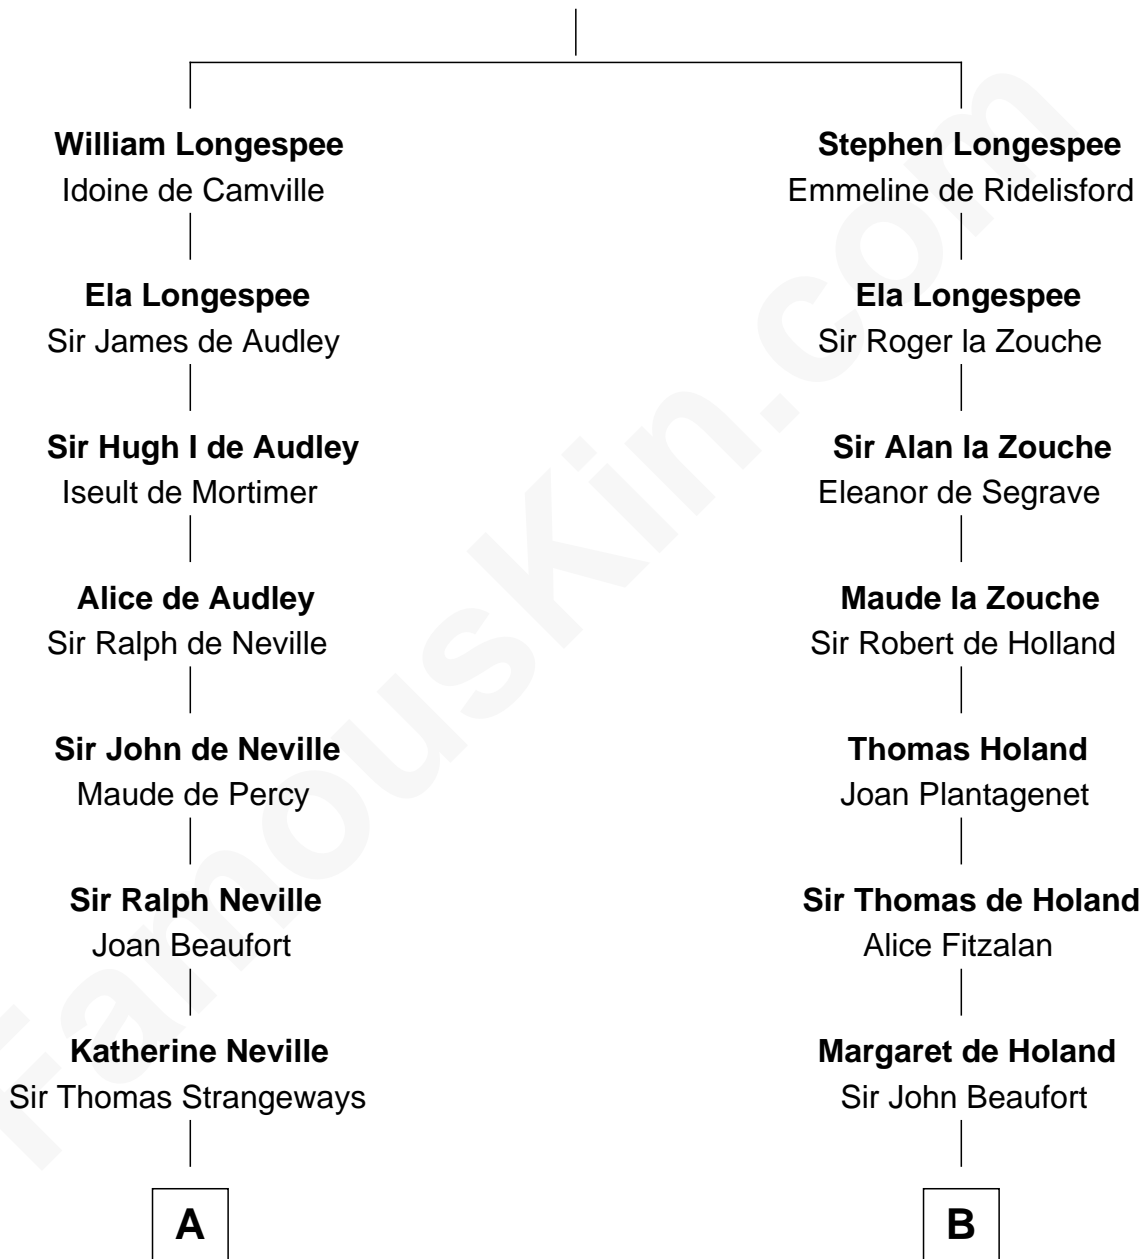 William Longespee
Idoine de Camville
Ela Longespee
Sir James de Audley
Sir Hugh I de Audley
Iseult de Mortimer
Alice de Audley
Sir Ralph de Neville
Sir John de Neville
Maude de Percy
Sir Ralph Neville
Joan Beaufort
Katherine Neville
Sir Thomas Strangeways
A
Stephen Longespee
Emmeline de Ridelisford
Ela Longespee
Sir Roger la Zouche
Sir Alan la Zouche
Eleanor de Segrave
Maude la Zouche
Sir Robert de Holland
Thomas Holand
Joan Plantagenet
Sir Thomas de Holand
Alice Fitzalan
Margaret de Holand
Sir John Beaufort
B
FamousKin.com